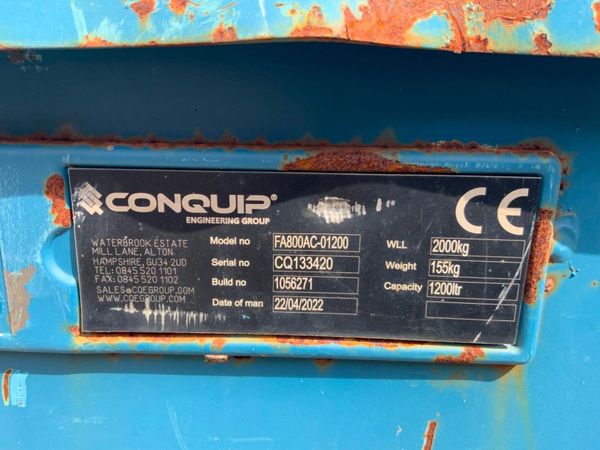 CONQUIP®
ENGINEERING GROUP
WATERBROOK ESTATE
MILL LANE, ALTON,
HAMPSHIRE, GU34 2UD
TEL: 0845 520 1101
FAX: 0845 520 1102
SALES@CQEGROUP.COM
WWW.CQEGROUP.COM
Model no FA800AC-01200
Serial no CQ133420
Build no 1056271
Date of man 22/04/2022
CE
WLL 2000kg
Weight 155kg
Capacity 1200ltr